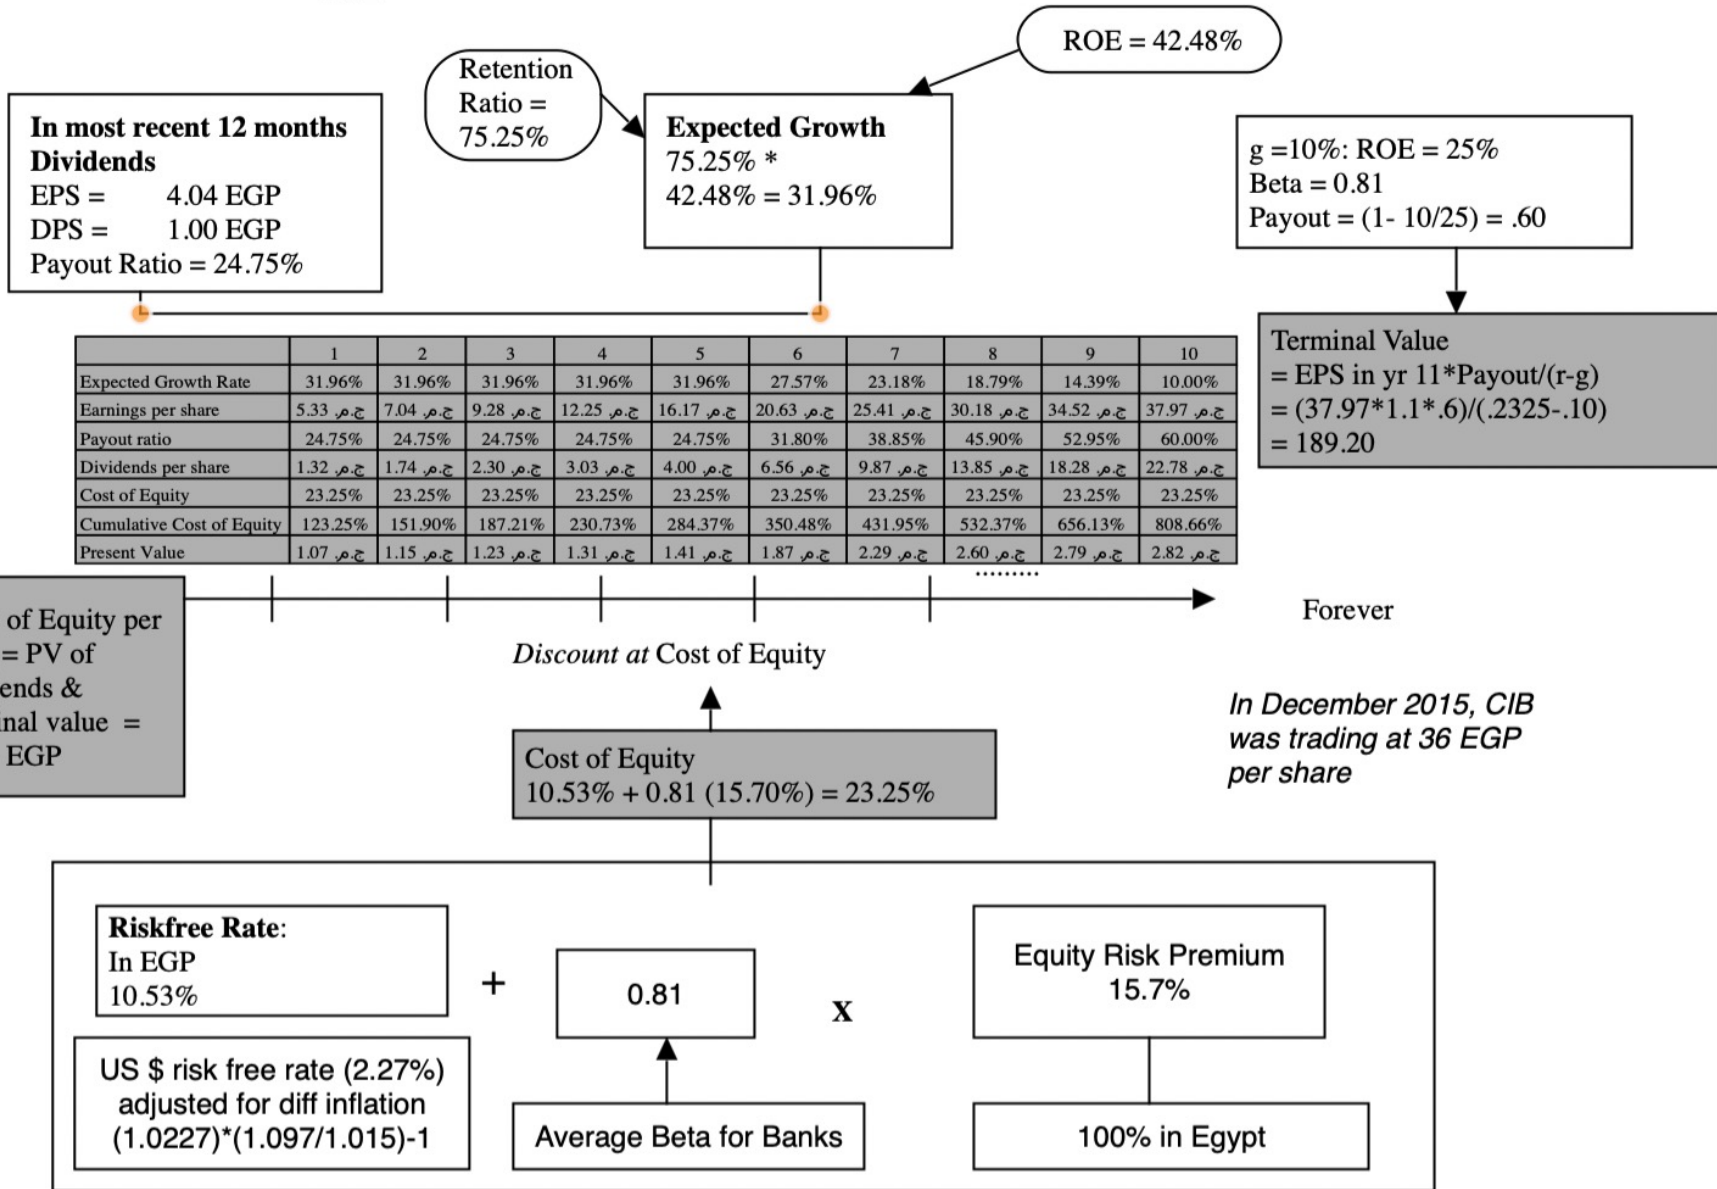 ROE = 42.48%
Retention
Ratio =
75.25%
In most recent 12 months
Dividends
EPS = 4.04 EGP
DPS = 1.00 EGP
Payout Ratio = 24.75%
Expected Growth
75.25% *
42.48% = 31.96%
g =10%: ROE = 25%
Beta = 0.81
Payout = (1- 10/25) = .60
Terminal Value
= EPS in yr 11*Payout/(r-g)
= (37.97*1.1*.6)/(.2325-.10)
= 189.20
1 2 3 4 5 6 7 8 9 10
Expected Growth Rate 31.96% 31.96% 31.96% 31.96% 31.96% 27.57% 23.18% 18.79% 14.39% 10.00%
Earnings per share 5.33 ج.م. 7.04 ج.م. 9.28 ج.م. 12.25 ج.م. 16.17 ج.م. 20.63 ج.م. 25.41 ج.م. 30.18 ج.م. 34.52 ج.م. 37.97 ج.م.
Payout ratio 24.75% 24.75% 24.75% 24.75% 24.75% 31.80% 38.85% 45.90% 52.95% 60.00%
Dividends per share 1.32 ج.م. 1.74 ج.م. 2.30 ج.م. 3.03 ج.م. 4.00 ج.م. 6.56 ج.م. 9.87 ج.م. 13.85 ج.م. 18.28 ج.م. 22.78 ج.م.
Cost of Equity 23.25% 23.25% 23.25% 23.25% 23.25% 23.25% 23.25% 23.25% 23.25% 23.25%
Cumulative Cost of Equity 123.25% 151.90% 187.21% 230.73% 284.37% 350.48% 431.95% 532.37% 656.13% 808.66%
Present Value 1.07 ج.م. 1.15 ج.م. 1.23 ج.م. 1.31 ج.م. 1.41 ج.م. 1.87 ج.م. 2.29 ج.م. 2.60 ج.م. 2.79 ج.م. 2.82 ج.م.
.........
of Equity per
= PV of
ends &
inal value =
EGP
Forever
Discount at Cost of Equity
In December 2015, CIB
was trading at 36 EGP
per share
Cost of Equity
10.53% + 0.81 (15.70%) = 23.25%
Riskfree Rate:
In EGP
10.53%
+
0.81
X
Equity Risk Premium
15.7%
US $ risk free rate (2.27%)
adjusted for diff inflation
(1.0227)*(1.097/1.015)-1
Average Beta for Banks
100% in Egypt